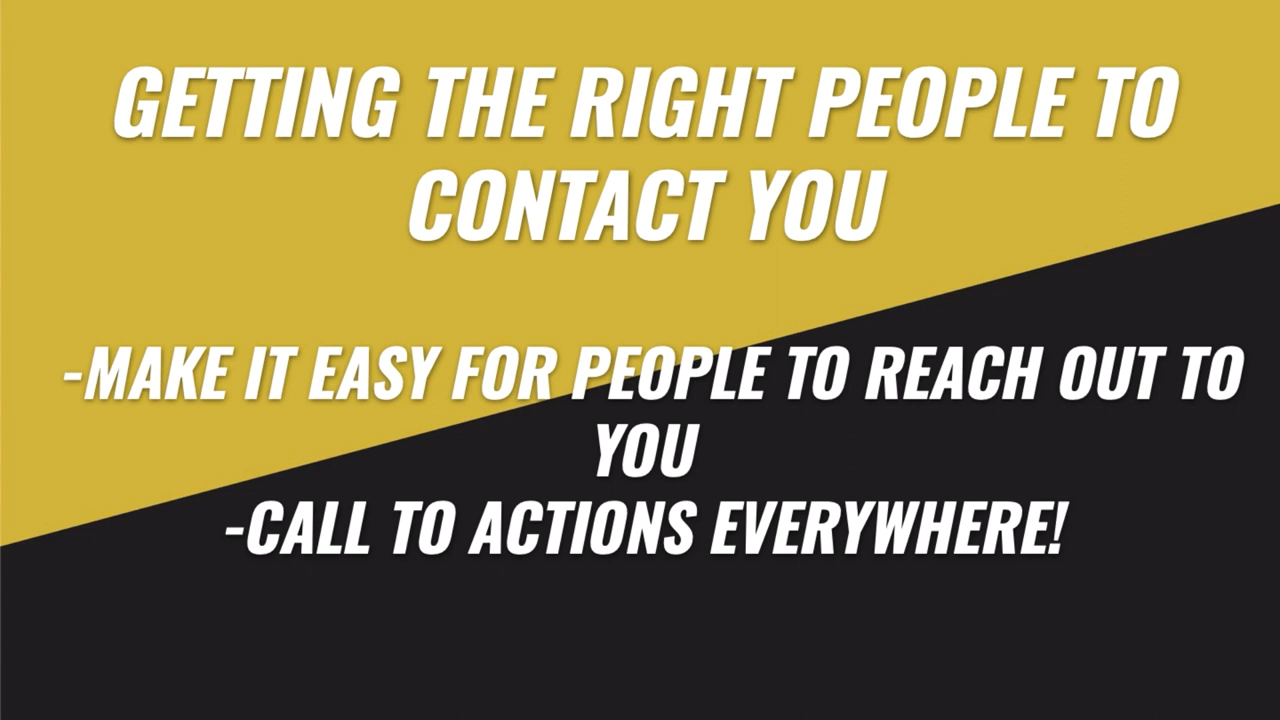 GETTING THE RIGHT PEOPLE TO
CONTACT YOU
-MAKE IT EASY FOR PEOPLE TO REACH OUT TO
YOU
-CALL TO ACTIONS EVERYWHERE!